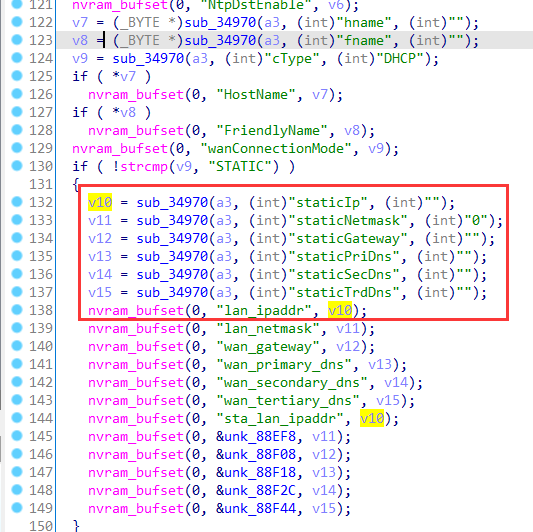 121 nvram_bufset(0, "NtpDstEnable", v6);
122 v7 = (_BYTE *)sub_34970(a3, (int)"hname", (int)"");
123 v8 = (_BYTE *)sub_34970(a3, (int)"fname", (int)"");
124 v9 = sub_34970(a3, (int)"cType", (int)"DHCP");
125 if ( *v7 )
126 nvram_bufset(0, "HostName", v7);
127 if ( *v8 )
128 nvram_bufset(0, "FriendlyName", v8);
129 nvram_bufset(0, "wanConnectionMode", v9);
130 if ( !strcmp(v9, "STATIC") )
131 {
132 v10 = sub_34970(a3, (int)"staticIp", (int)"");
133 v11 = sub_34970(a3, (int)"staticNetmask", (int)"0");
134 v12 = sub_34970(a3, (int)"staticGateway", (int)"");
135 v13 = sub_34970(a3, (int)"staticPriDns", (int)"");
136 v14 = sub_34970(a3, (int)"staticSecDns", (int)"");
137 v15 = sub_34970(a3, (int)"staticTrdDns", (int)"");
138 nvram_bufset(0, "lan_ipaddr", v10);
139 nvram_bufset(0, "lan_netmask", v11);
140 nvram_bufset(0, "wan_gateway", v12);
141 nvram_bufset(0, "wan_primary_dns", v13);
142 nvram_bufset(0, "wan_secondary_dns", v14);
143 nvram_bufset(0, "wan_tertiary_dns", v15);
144 nvram_bufset(0, "sta_lan_ipaddr", v10);
145 nvram_bufset(0, &unk_88EF8, v11);
146 nvram_bufset(0, &unk_88F08, v12);
147 nvram_bufset(0, &unk_88F18, v13);
148 nvram_bufset(0, &unk_88F2C, v14);
149 nvram_bufset(0, &unk_88F44, v15);
150 }